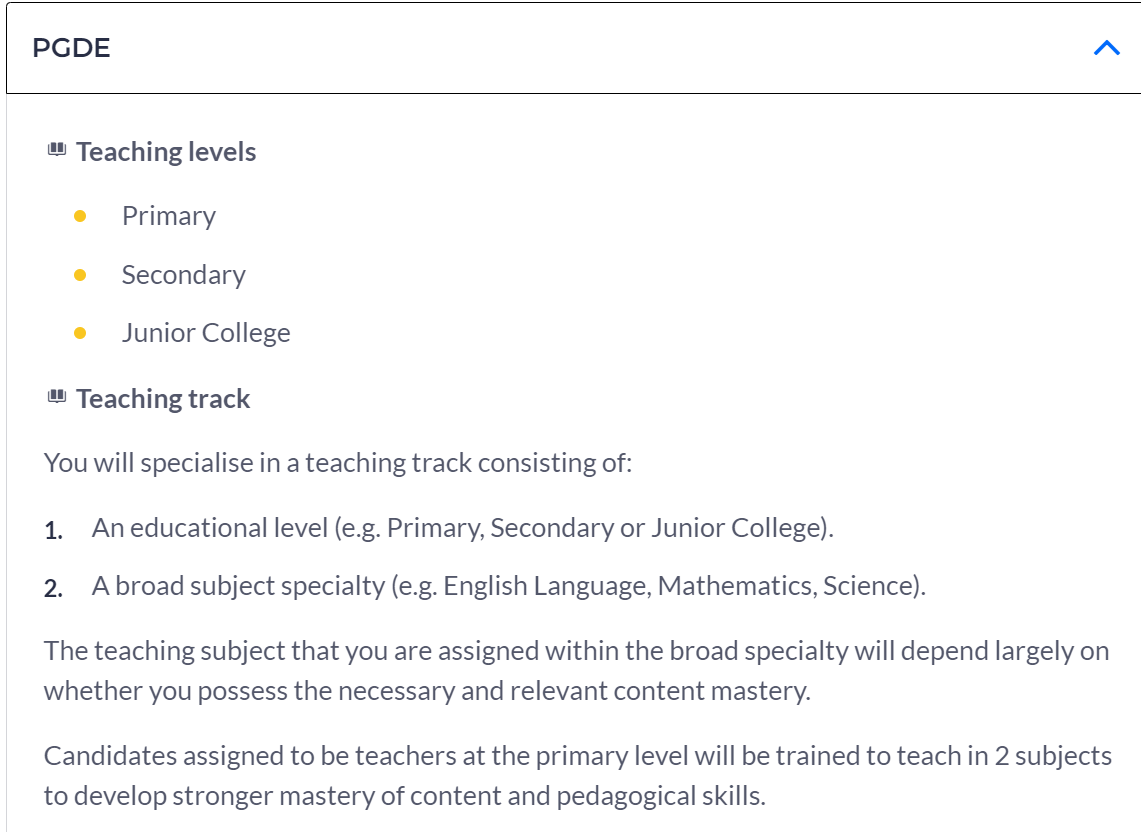 PGDE
Teaching levels
Primary
Secondary
Junior College
Teaching track
You will specialise in a teaching track consisting of:
1. An educational level (e.g. Primary, Secondary or Junior College).
2. A broad subject specialty (e.g. English Language, Mathematics, Science).
The teaching subject that you are assigned within the broad specialty will depend largely on
whether you possess the necessary and relevant content mastery.
Candidates assigned to be teachers at the primary level will be trained to teach in 2 subjects
to develop stronger mastery of content and pedagogical skills.